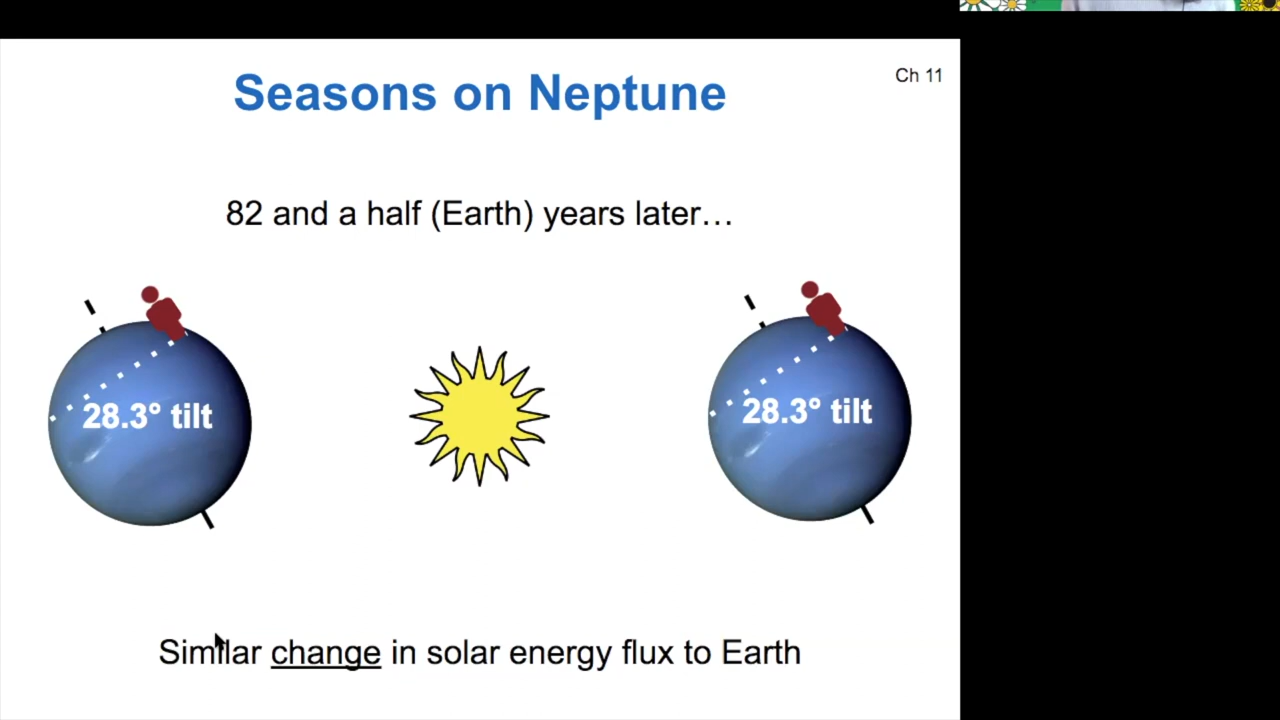 Seasons on Neptune
Ch 11
82 and a half (Earth) years later…
28.3° tilt
28.3° tilt
Similar change in solar energy flux to Earth